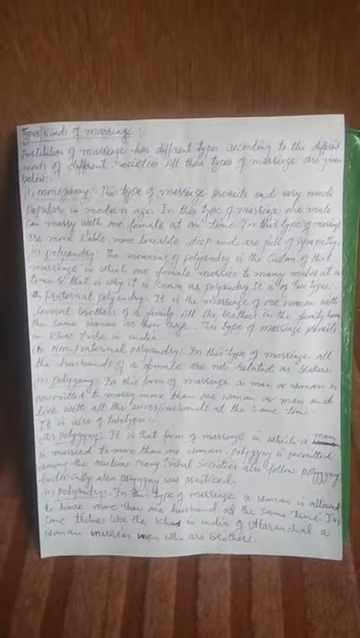 Types/Kinds of marriage :-
Institution of marriage has different types according to the different
needs of different societies All their types of marriage are given
below:-
(i) monogamy:- This type of marriage prevails and very much
popular in modern age. In this type of marriage one male
can marry with one female at one time In this type of marriage
are more stable, more loveable deep and are full of sympathy.
(ii) polyandry:- The meaning of polyandry is the custom of that
marriage in which one female marries to many males at a
time & that is why it is known as polyandry It is of two types:
a) fraternal polyandry:- It is the marriage of one woman with
several brothers of a family. All the brothers in the family have
the same woman as their wife. This type of marriage prevails
in Khas tribe in india.
(b) Non/fraternal polyandry:- In this type of marriage all
the husbands of a female are not related as
(iii) polygamy:- In this form of marriage a man or woman is
permitted to marry more than one woman or man and
live with all the wives/husbands at the same time.
It is also of two types:-
(a) polygyny:- It is that form of marriage in which a man
is married to more than one woman. polygyny is permitted
among the muslims many tribal societies also follow polygyny
historically also polygyny was practiced.
(b) polyandry:- In this type of marriage a woman is allowed
to have more than one husband at the same time. In
some tribes like the khas in india of Uttaranchal a
woman marries men who are brothers.